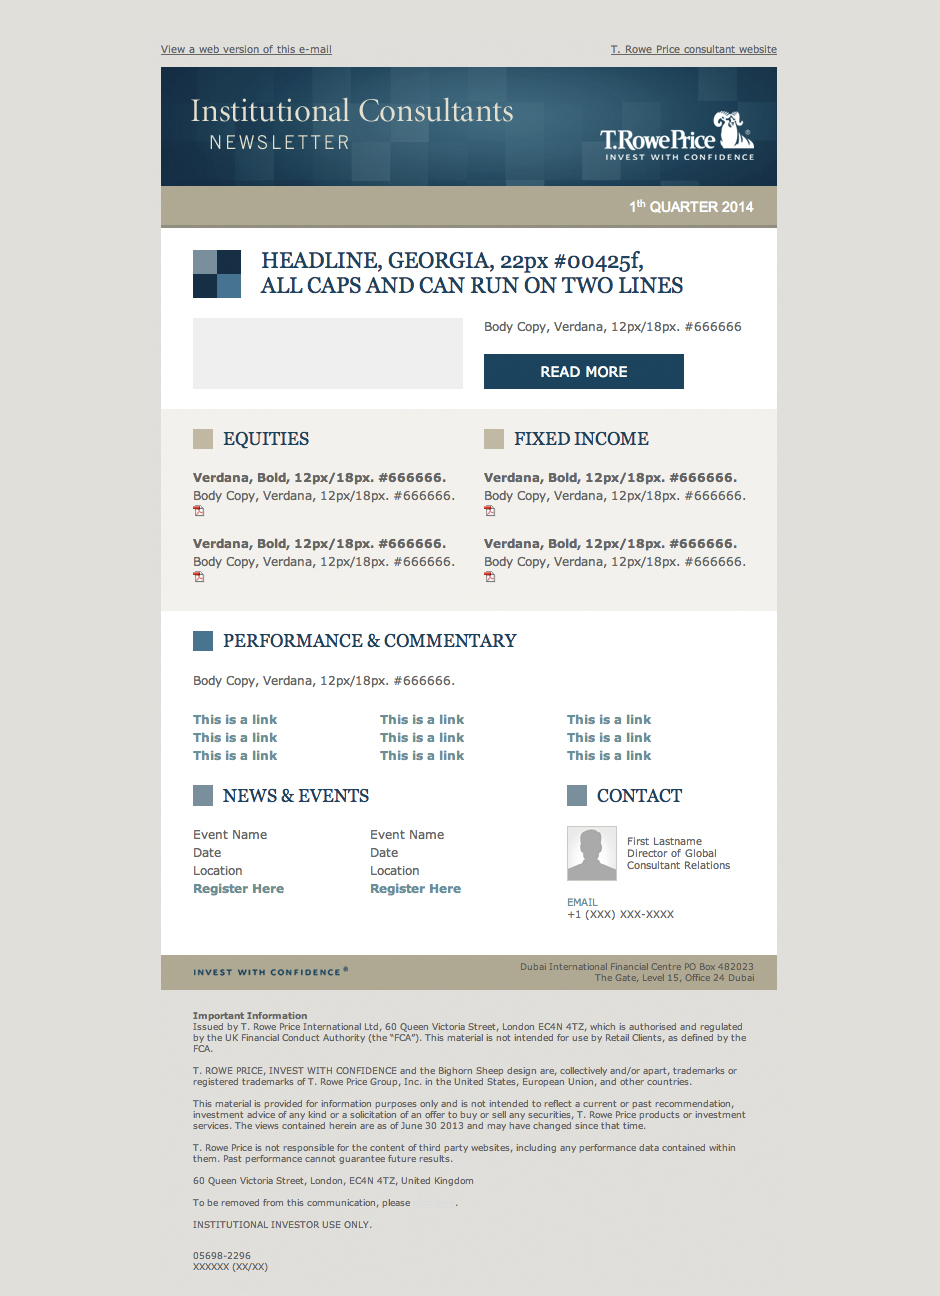 View a web version of this e-mail
T. Rowe Price consultant website
Institutional Consultants
NEWSLETTER
T.RowePrice®
INVEST WITH CONFIDENCE
1th QUARTER 2014
HEADLINE, GEORGIA, 22px #00425f,
ALL CAPS AND CAN RUN ON TWO LINES
Body Copy, Verdana, 12px/18px. #666666
READ MORE
EQUITIES
Verdana, Bold, 12px/18px. #666666.
Body Copy, Verdana, 12px/18px. #666666.
Verdana, Bold, 12px/18px. #666666.
Body Copy, Verdana, 12px/18px. #666666.
FIXED INCOME
Verdana, Bold, 12px/18px. #666666.
Body Copy, Verdana, 12px/18px. #666666.
Verdana, Bold, 12px/18px. #666666.
Body Copy, Verdana, 12px/18px. #666666.
PERFORMANCE & COMMENTARY
Body Copy, Verdana, 12px/18px. #666666.
This is a link
This is a link
This is a link
This is a link
This is a link
This is a link
This is a link
This is a link
This is a link
NEWS & EVENTS
Event Name
Date
Location
Register Here
Event Name
Date
Location
Register Here
CONTACT
First Lastname
Director of Global
Consultant Relations
EMAIL
+1 (XXX) XXX-XXXX
INVEST WITH CONFIDENCE®
Dubai International Financial Centre PO Box 482023
The Gate, Level 15, Office 24 Dubai
Important Information
Issued by T. Rowe Price International Ltd, 60 Queen Victoria Street, London EC4N 4TZ, which is authorised and regulated
by the UK Financial Conduct Authority (the “FCA”). This material is not intended for use by Retail Clients, as defined by the
FCA.
T. ROWE PRICE, INVEST WITH CONFIDENCE and the Bighorn Sheep design are, collectively and/or apart, trademarks or
registered trademarks of T. Rowe Price Group, Inc. in the United States, European Union, and other countries.
This material is provided for information purposes only and is not intended to reflect a current or past recommendation,
investment advice of any kind or a solicitation of an offer to buy or sell any securities, T. Rowe Price products or investment
services. The views contained herein are as of June 30 2013 and may have changed since that time.
T. Rowe Price is not responsible for the content of third party websites, including any performance data contained within
them. Past performance cannot guarantee future results.
60 Queen Victoria Street, London, EC4N 4TZ, United Kingdom
To be removed from this communication, please .
INSTITUTIONAL INVESTOR USE ONLY.
05698-2296
XXXXXX (XX/XX)